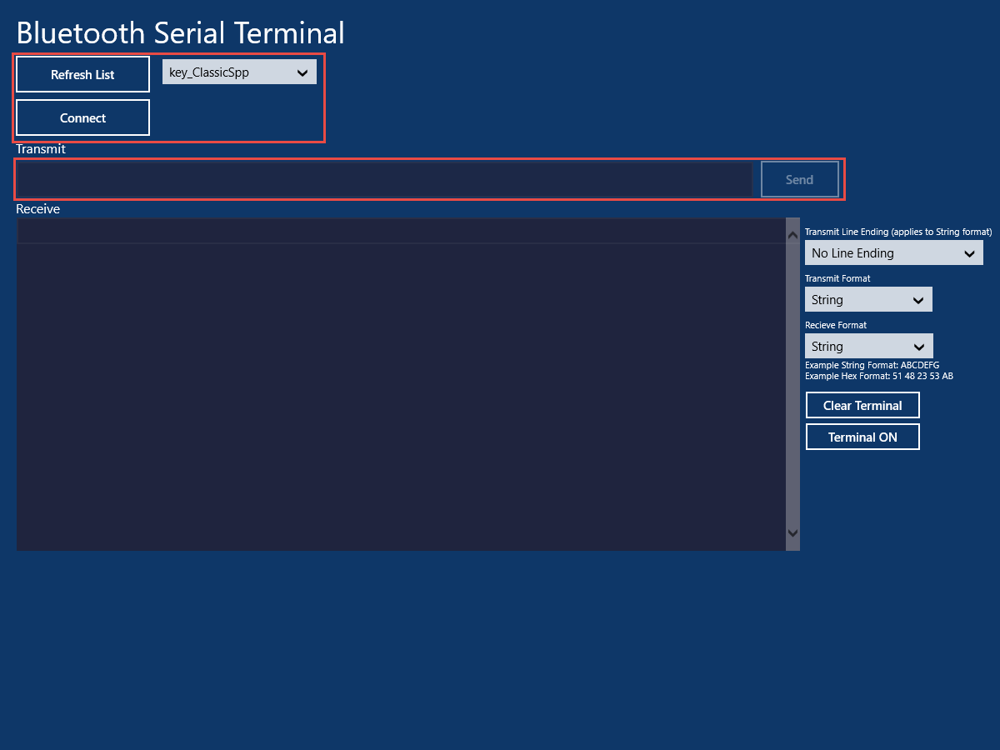 Bluetooth Serial Terminal
Refresh List
key_ClassicSpp
Connect
Transmit
Send
Receive
Transmit Line Ending (applies to String format)
No Line Ending
Transmit Format
String
Recieve Format
String
Example String Format: ABCDEFG
Example Hex Format: 51 48 23 53 AB
Clear Terminal
Terminal ON